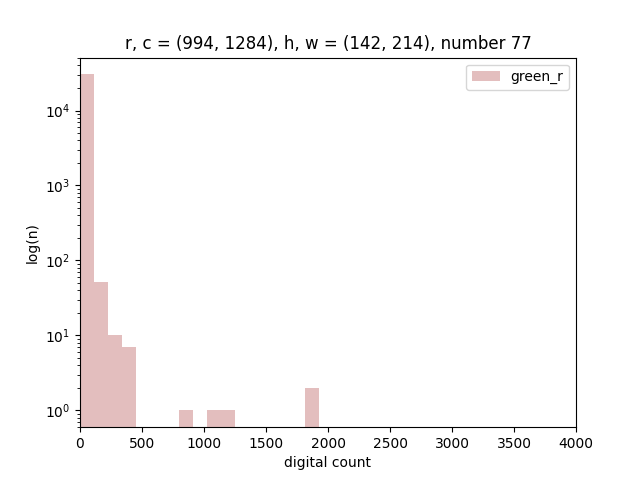 r, c = (994, 1284), h, w = (142, 214), number 77
green_r
10⁴
10³
10²
10¹
10⁰
log(n)
0 500 1000 1500 2000 2500 3000 3500 4000
digital count